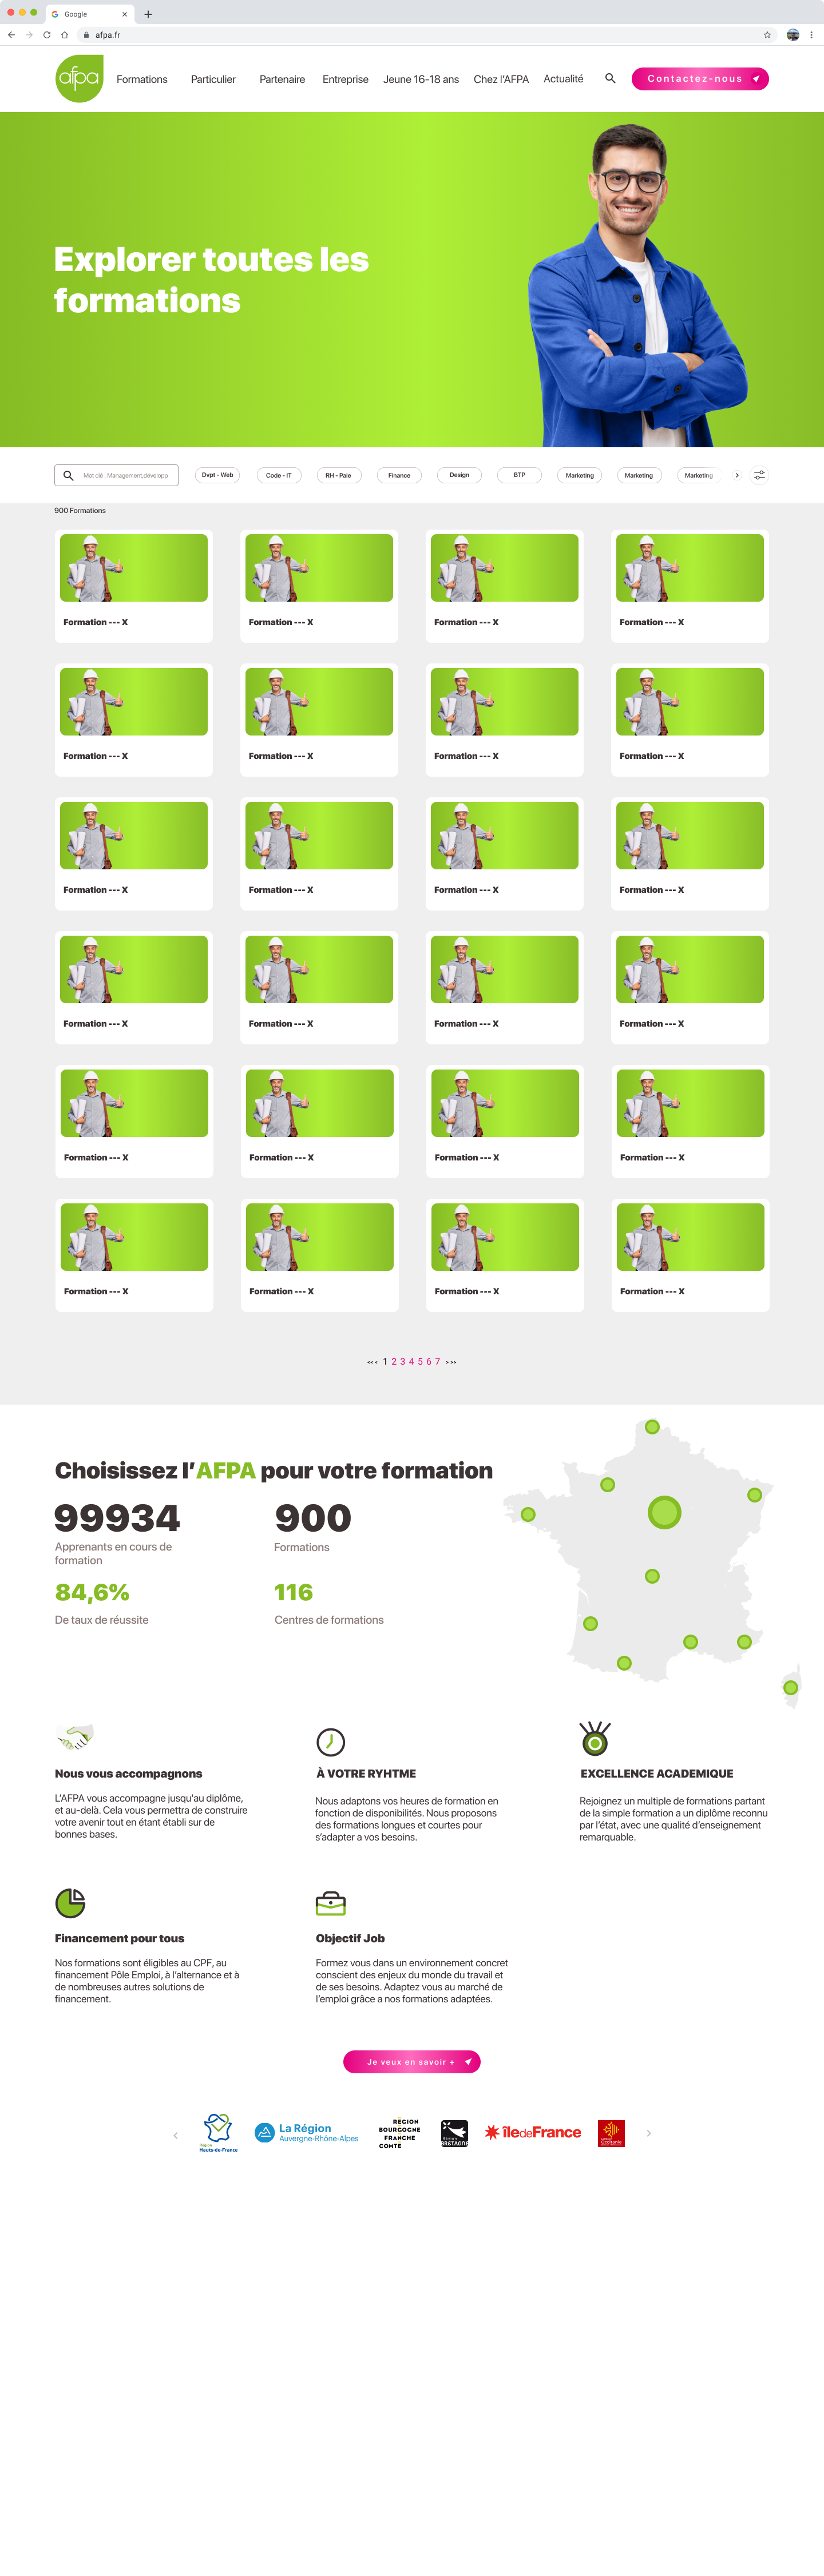 Google
afpa.fr
afpa
Formations Particulier Partenaire Entreprise Jeune 16-18 ans Chez l'AFPA Actualité
Contactez-nous
Explorer toutes les
formations
Mot clé : Management,développ
Dvpt - Web Code - IT RH - Paie Finance Design BTP Marketing Marketing Marketing
900 Formations
Formation --- X Formation --- X Formation --- X Formation --- X
Formation --- X Formation --- X Formation --- X Formation --- X
Formation --- X Formation --- X Formation --- X Formation --- X
Formation --- X Formation --- X Formation --- X Formation --- X
Formation --- X Formation --- X Formation --- X Formation --- X
Formation --- X Formation --- X Formation --- X Formation --- X
<< < 1 2 3 4 5 6 7 > >>
Choisissez l'AFPA pour votre formation
99934
Apprenants en cours de
formation
900
Formations
84,6%
De taux de réussite
116
Centres de formations
Nous vous accompagnons
L'AFPA vous accompagne jusqu'au diplôme,
et au-delà. Cela vous permettra de construire
votre avenir tout en étant établi sur de
bonnes bases.
À VOTRE RYHTME
Nous adaptons vos heures de formation en
fonction de disponibilités. Nous proposons
des formations longues et courtes pour
s'adapter a vos besoins.
EXCELLENCE ACADEMIQUE
Rejoignez un multiple de formations partant
de la simple formation a un diplôme reconnu
par l'état, avec une qualité d'enseignement
remarquable.
Financement pour tous
Nos formations sont éligibles au CPF, au
financement Pôle Emploi, à l'alternance et à
de nombreuses autres solutions de
financement.
Objectif Job
Formez vous dans un environnement concret
conscient des enjeux du monde du travail et
de ses besoins. Adaptez vous au marché de
l'emploi grâce a nos formations adaptées.
Je veux en savoir +
Région
Hauts-de-France
La Région
Auvergne-Rhône-Alpes
REGION
BOURGOGNE
FRANCHE
COMTE
BRETAGNE
îledeFrance
Occitanie